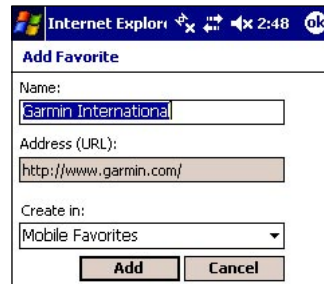 Internet Explor 2:48 ok
Add Favorite
Name:
Garmin International
Address (URL):
http://www.garmin.com/
Create in:
Mobile Favorites
Add Cancel